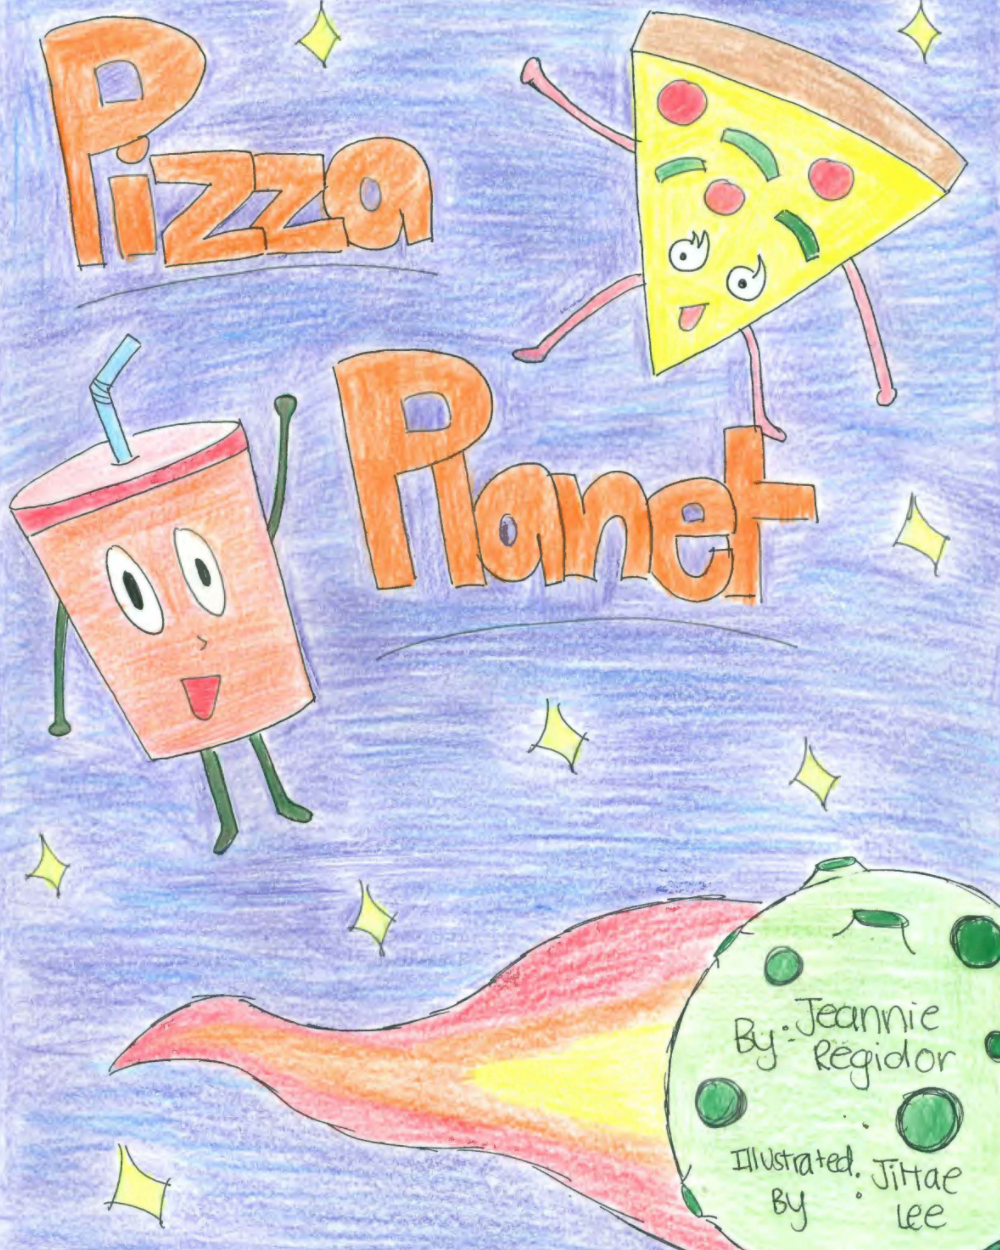 Pizza
Planet
By: Jeannie
Regidor
Illustrated: JiHae
By Lee